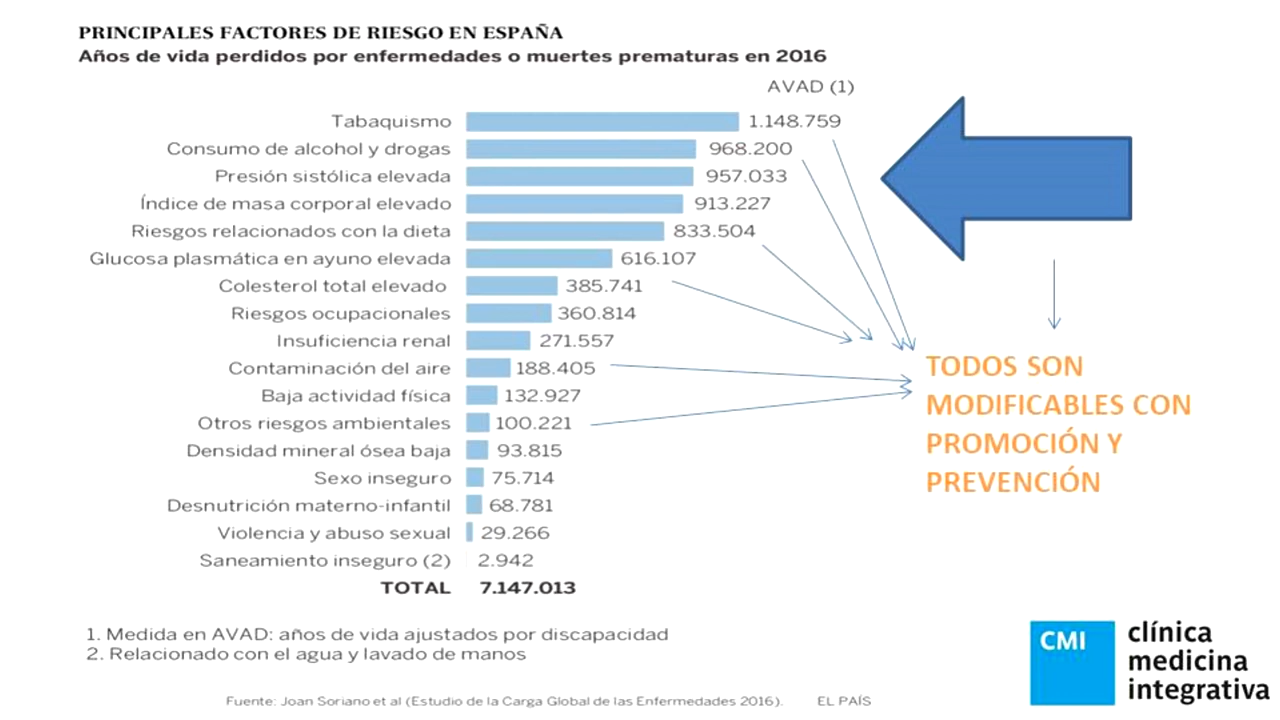 PRINCIPALES FACTORES DE RIESGO EN ESPAÑA
Años de vida perdidos por enfermedades o muertes prematuras en 2016
AVAD (1)
Tabaquismo 1.148.759
Consumo de alcohol y drogas 968.200
Presión sistólica elevada 957.033
Índice de masa corporal elevado 913.227
Riesgos relacionados con la dieta 833.504
Glucosa plasmática en ayuno elevada 616.107
Colesterol total elevado 385.741
Riesgos ocupacionales 360.814
Insuficiencia renal 271.557
Contaminación del aire 188.405
Baja actividad física 132.927
Otros riesgos ambientales 100.221
Densidad mineral ósea baja 93.815
Sexo inseguro 75.714
Desnutrición materno-infantil 68.781
Violencia y abuso sexual 29.266
Saneamiento inseguro (2) 2.942
TOTAL 7.147.013
TODOS SON
MODIFICABLES CON
PROMOCIÓN Y
PREVENCIÓN
1. Medida en AVAD: años de vida ajustados por discapacidad
2. Relacionado con el agua y lavado de manos
Fuente: Joan Soriano et al (Estudio de la Carga Global de las Enfermedades 2016). EL PAÍS
CMI
clínica
medicina
integrativa